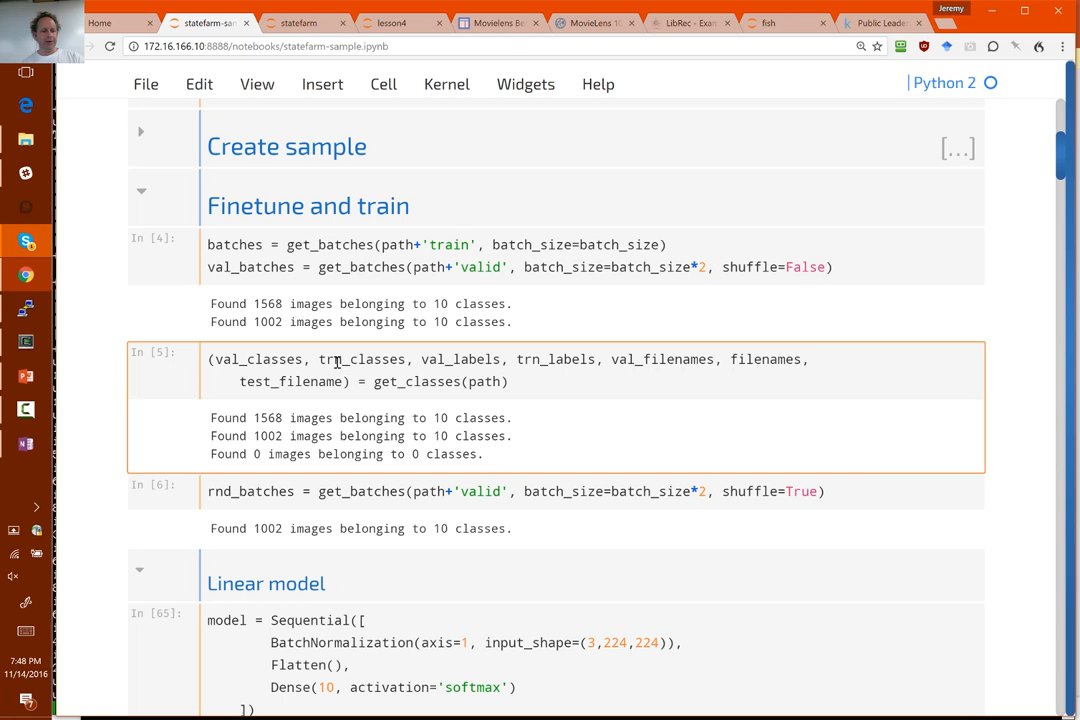 Home
statefarm-sam
statefarm
lesson4
Movielens Be
MovieLens 10
LibRec - Exam
fish
Public Leader
Jeremy
172.16.166.10:8888/notebooks/statefarm-sample.ipynb
File Edit View Insert Cell Kernel Widgets Help
Python 2
Create sample
[...]
Finetune and train
In [4]:
batches = get_batches(path+'train', batch_size=batch_size)
val_batches = get_batches(path+'valid', batch_size=batch_size*2, shuffle=False)
Found 1568 images belonging to 10 classes.
Found 1002 images belonging to 10 classes.
In [5]:
(val_classes, trn_classes, val_labels, trn_labels, val_filenames, filenames,
test_filename) = get_classes(path)
Found 1568 images belonging to 10 classes.
Found 1002 images belonging to 10 classes.
Found 0 images belonging to 0 classes.
In [6]:
rnd_batches = get_batches(path+'valid', batch_size=batch_size*2, shuffle=True)
Found 1002 images belonging to 10 classes.
Linear model
In [65]:
model = Sequential([
BatchNormalization(axis=1, input_shape=(3,224,224)),
Flatten(),
Dense(10, activation='softmax')
])
7:48 PM
11/14/2016